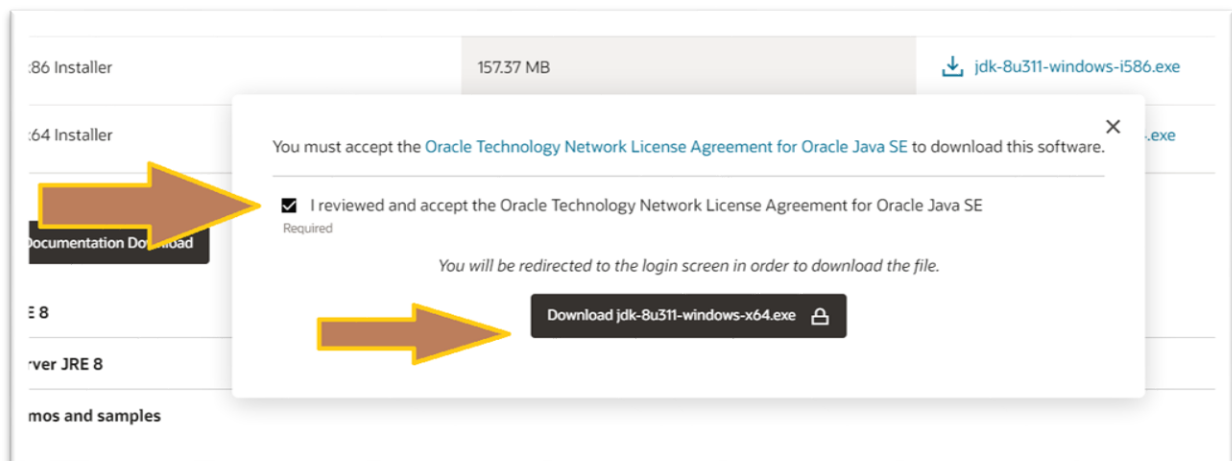 :86 Installer 157.37 MB jdk-8u311-windows-i586.exe
:64 Installer .exe
You must accept the Oracle Technology Network License Agreement for Oracle Java SE to download this software.
I reviewed and accept the Oracle Technology Network License Agreement for Oracle Java SE
Required
Documentation Download
You will be redirected to the login screen in order to download the file.
E 8
Download jdk-8u311-windows-x64.exe
rver JRE 8
mos and samples